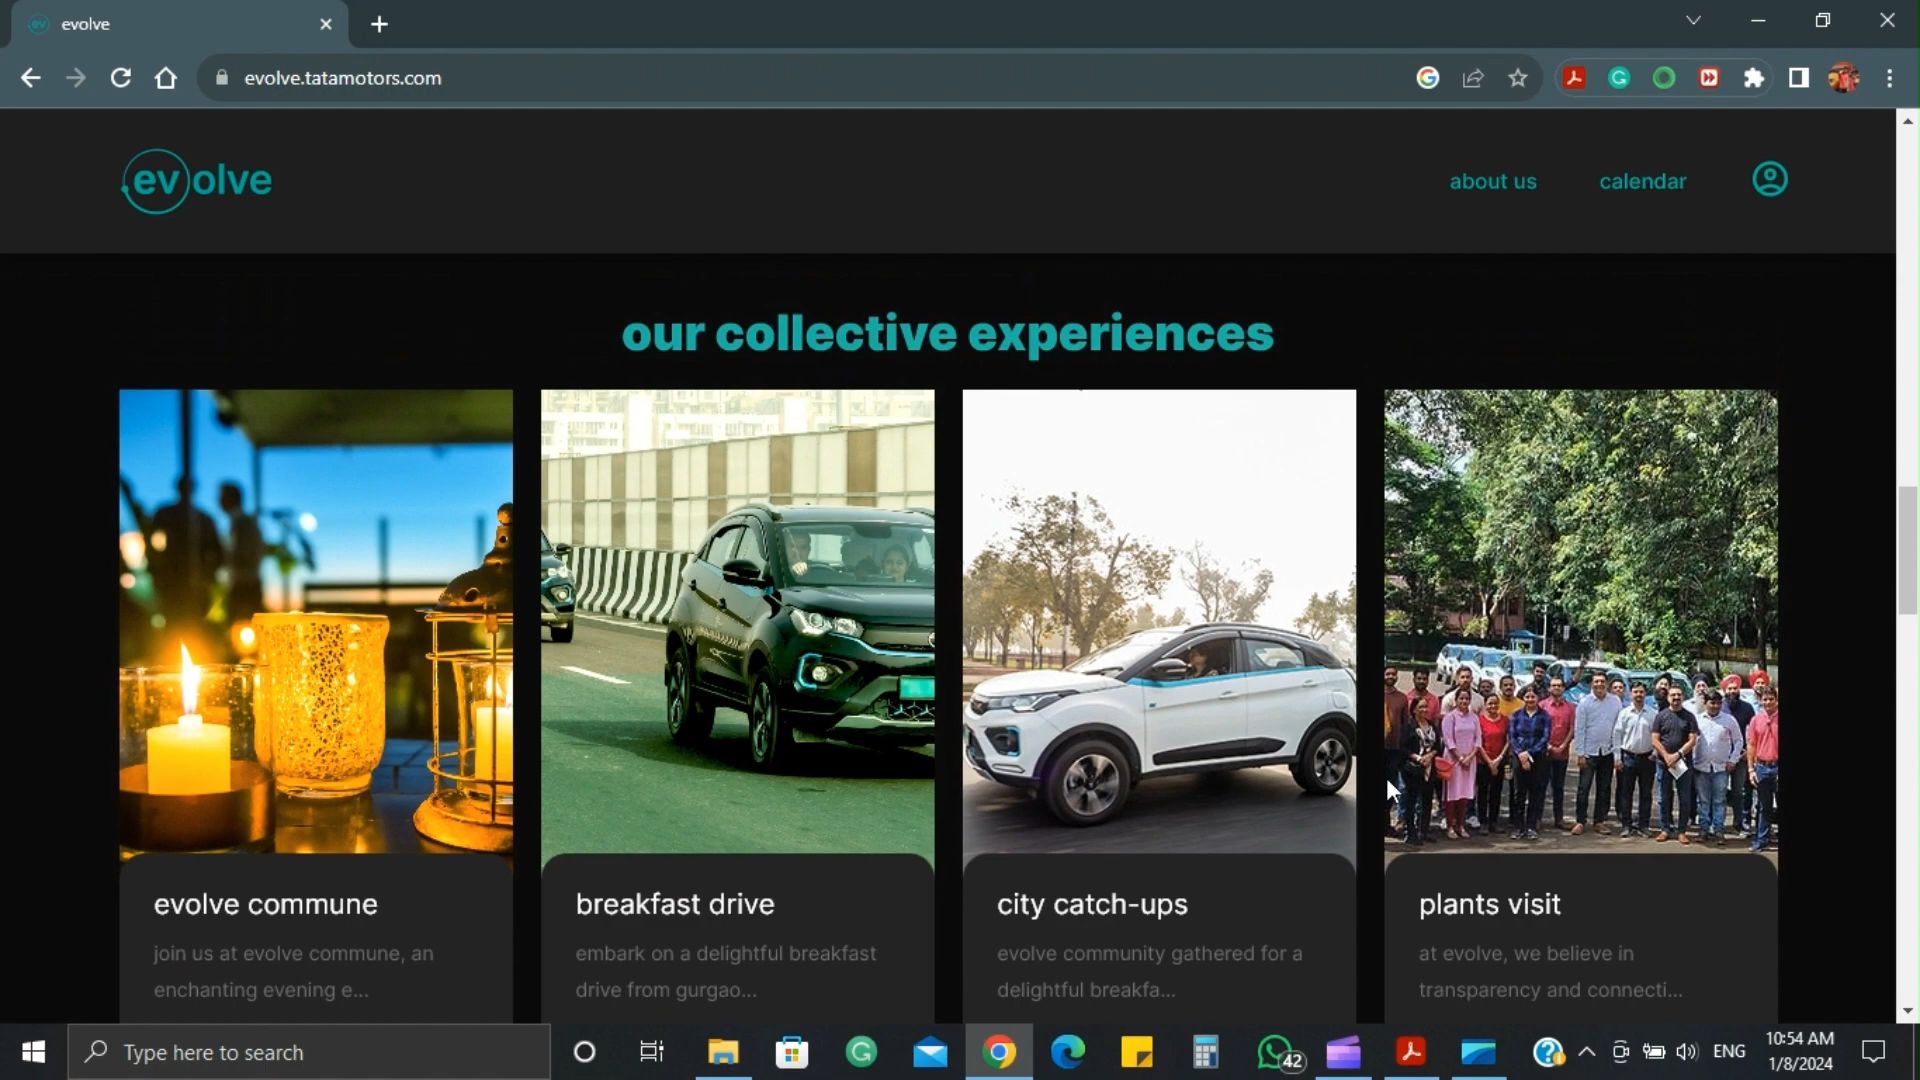 evolve
evolve.tatamotors.com
evolve
about us
calendar
our collective experiences
evolve commune
join us at evolve commune, an
enchanting evening e...
breakfast drive
embark on a delightful breakfast
drive from gurgao...
city catch-ups
evolve community gathered for a
delightful breakfa...
plants visit
at evolve, we believe in
transparency and connecti...
Type here to search
42
ENG
10:54 AM
1/8/2024